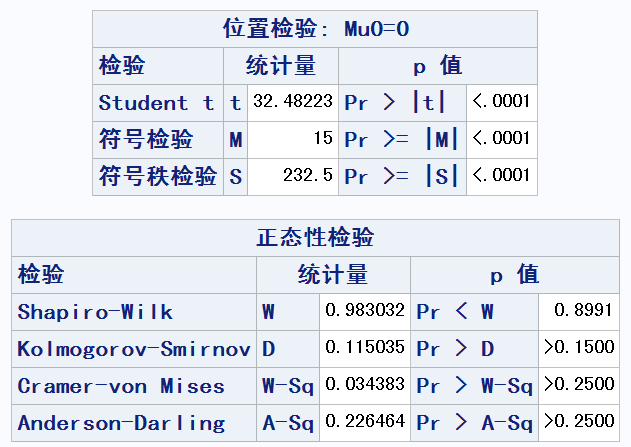 位置检验: Mu0=0
检验 统计量 p 值
Student t t 32.48223 Pr > |t| <.0001
符号检验 M 15 Pr >= |M| <.0001
符号秩检验 S 232.5 Pr >= |S| <.0001
正态性检验
检验 统计量 p 值
Shapiro-Wilk W 0.983032 Pr < W 0.8991
Kolmogorov-Smirnov D 0.115035 Pr > D >0.1500
Cramer-von Mises W-Sq 0.034383 Pr > W-Sq >0.2500
Anderson-Darling A-Sq 0.226464 Pr > A-Sq >0.2500